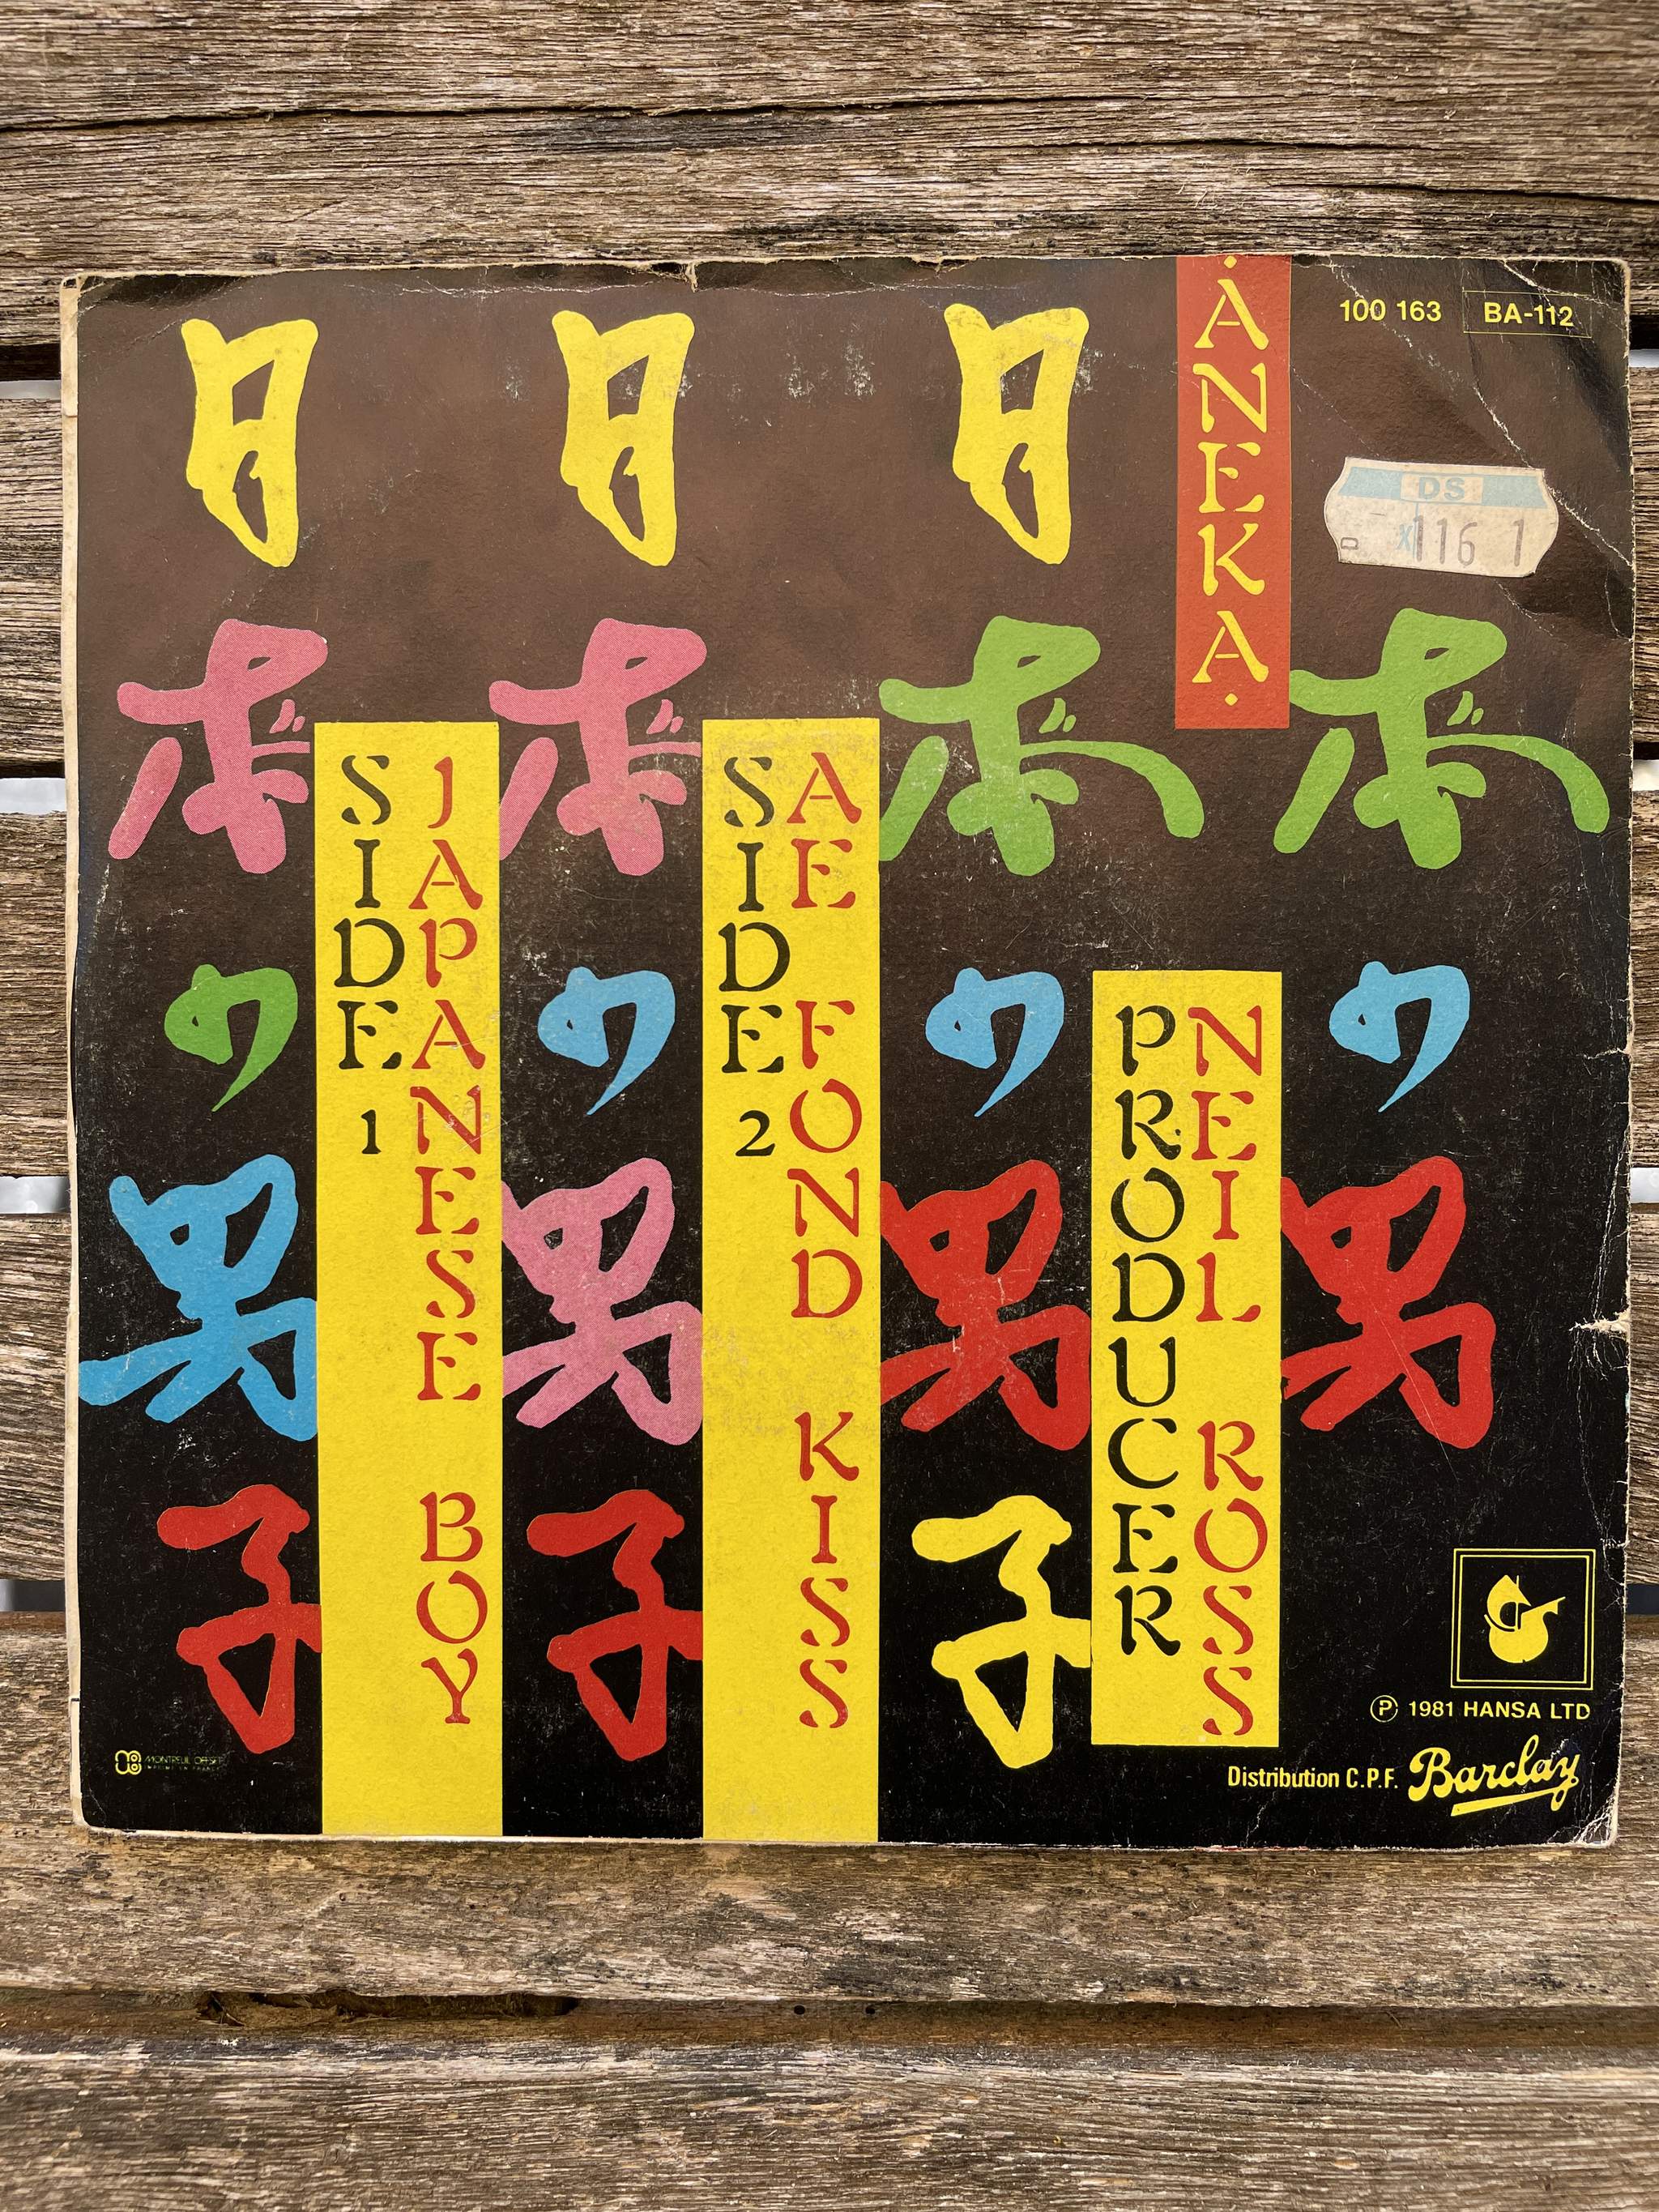 100 163 BA-112
·ANEKA·
DS
116 1
日本の男子
SIDE 1
JAPANESE BOY
日本の男子
SIDE 2
AE FOND KISS
日本の男子
PRODUCER
NEIL ROSS
本の男
Ⓟ 1981 HANSA LTD
Distribution C.P.F. Barclay
MONTREUIL OFFSET